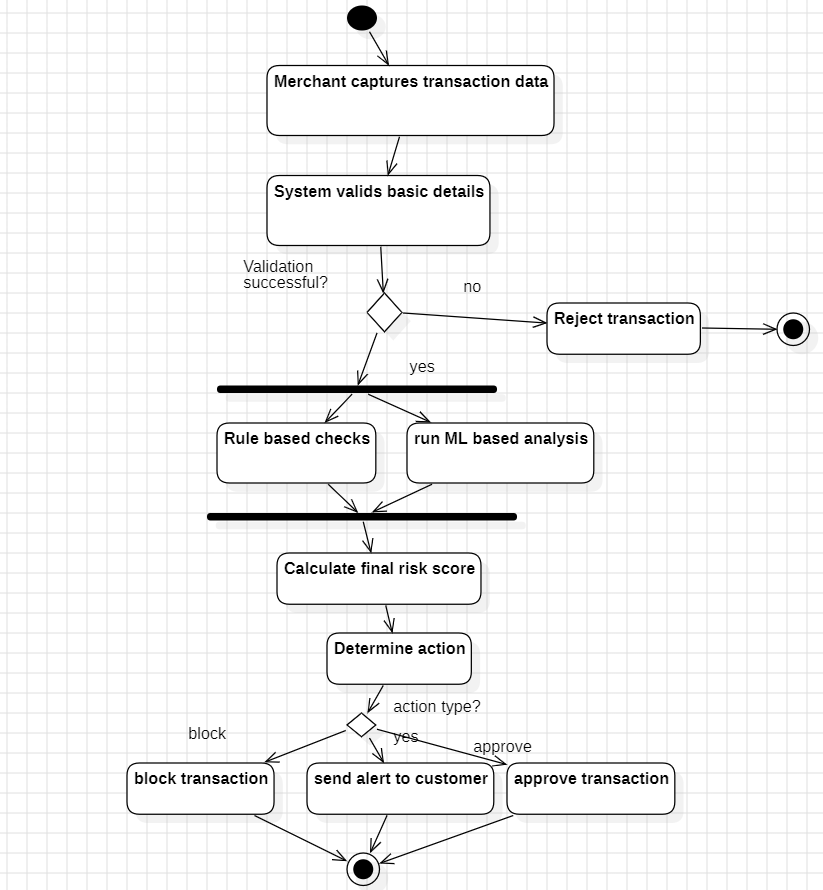 Merchant captures transaction data
System valids basic details
Validation
successful?
no
Reject transaction
yes
Rule based checks
run ML based analysis
Calculate final risk score
Determine action
action type?
block
yes
approve
block transaction
send alert to customer
approve transaction